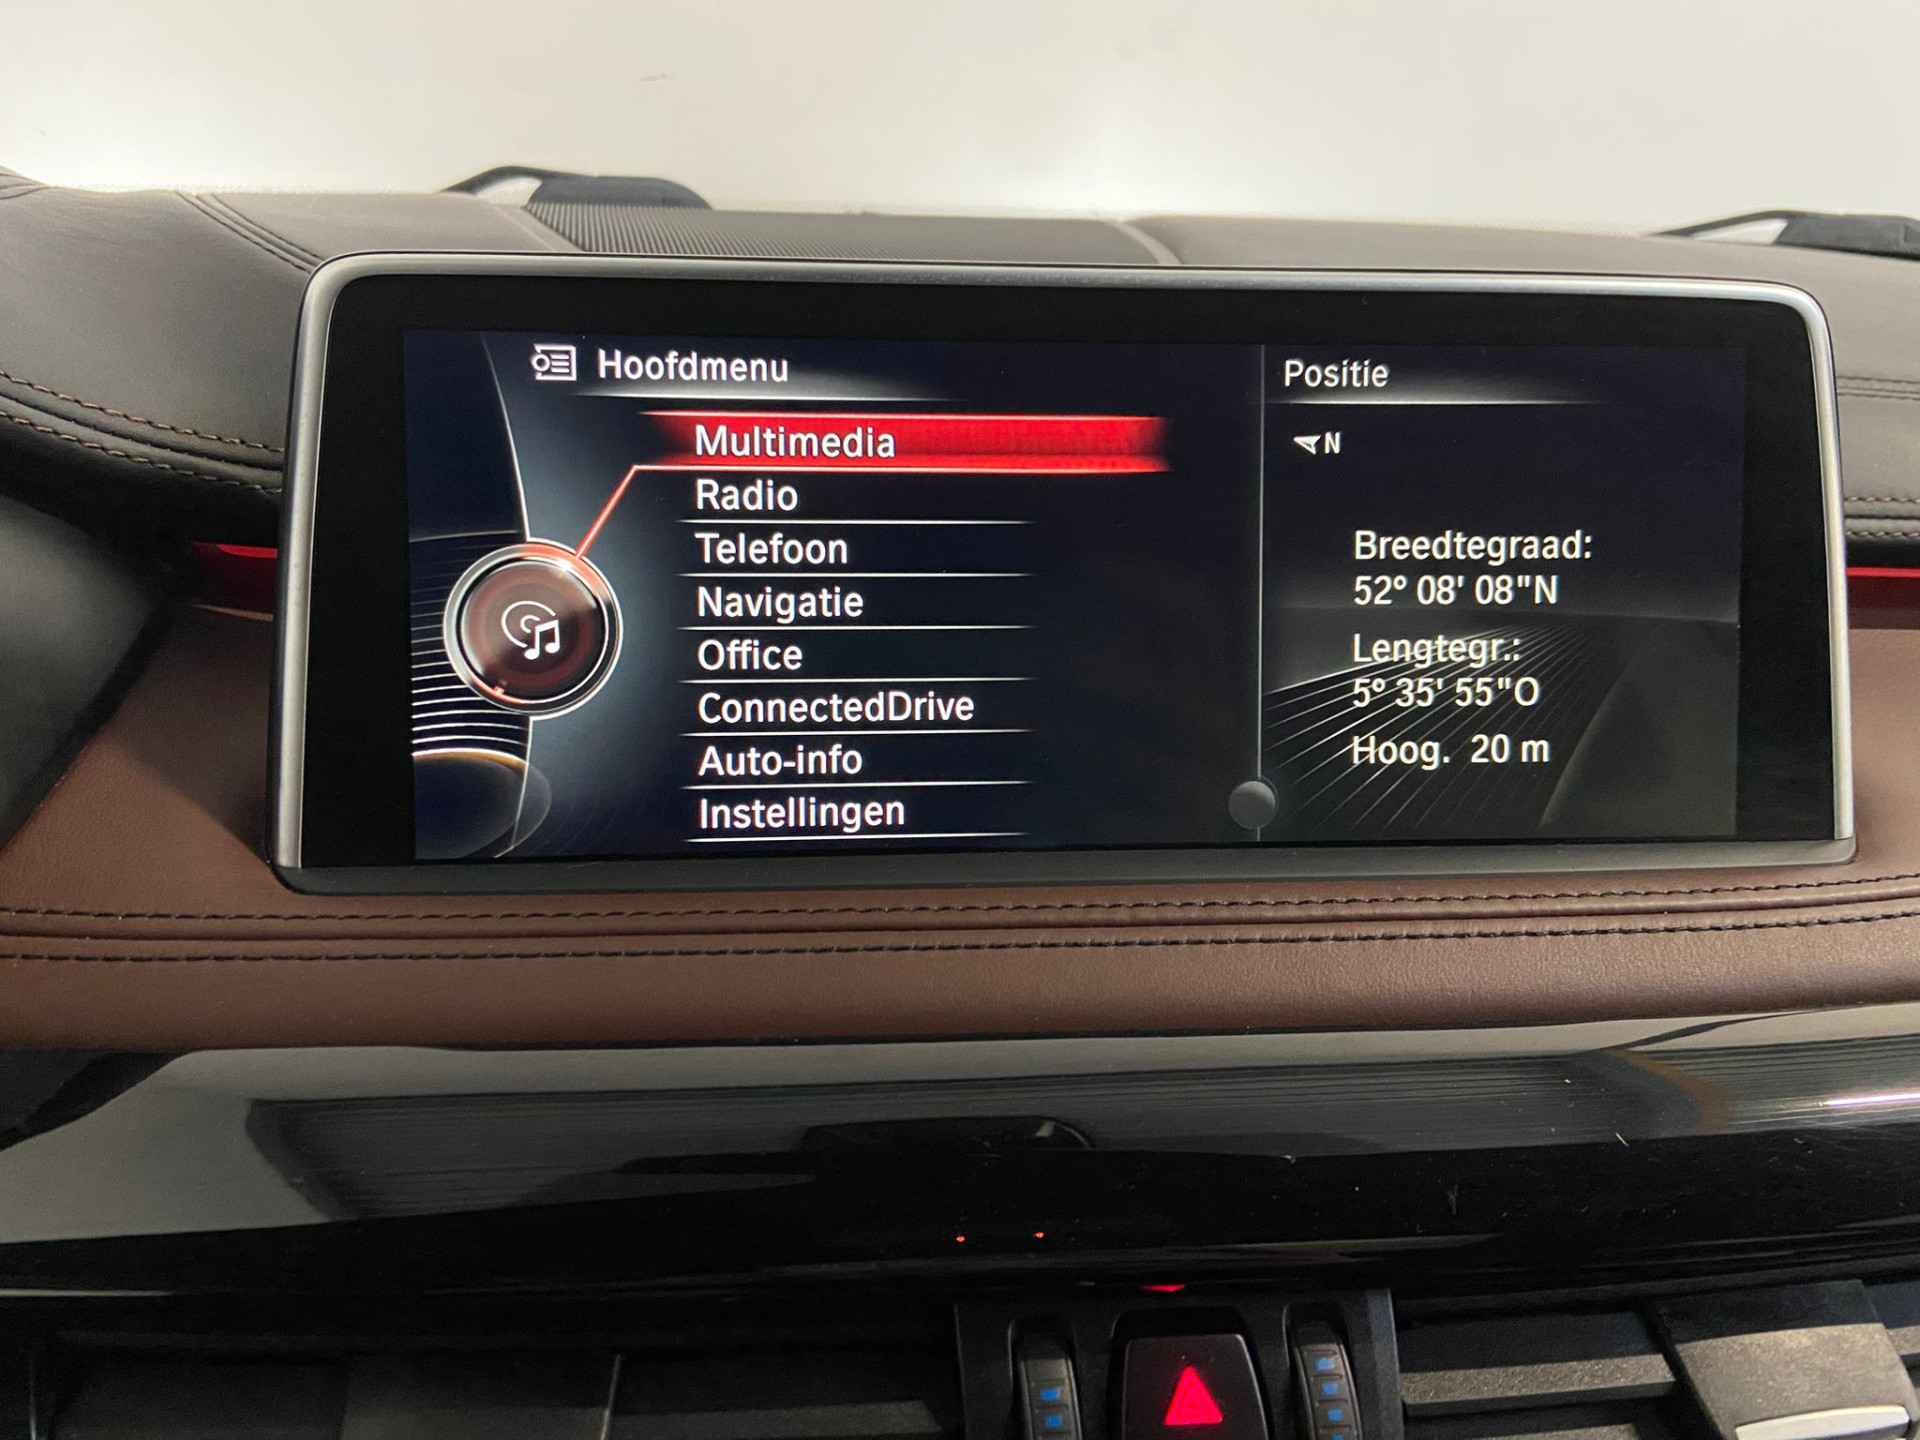 Hoofdmenu
Multimedia
Radio
Telefoon
Navigatie
Office
ConnectedDrive
Auto-info
Instellingen
Positie
N
Breedtegraad:
52° 08' 08"N
Lengtegr.:
5° 35' 55"O
Hoog. 20 m